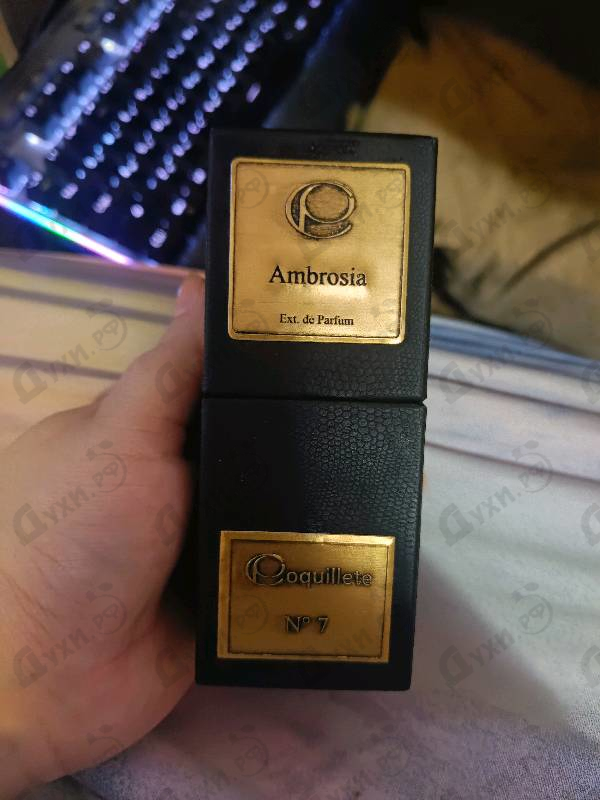 Ambrosia
Ext. de Parfum
Coquillete
N° 7
Духи.РФ